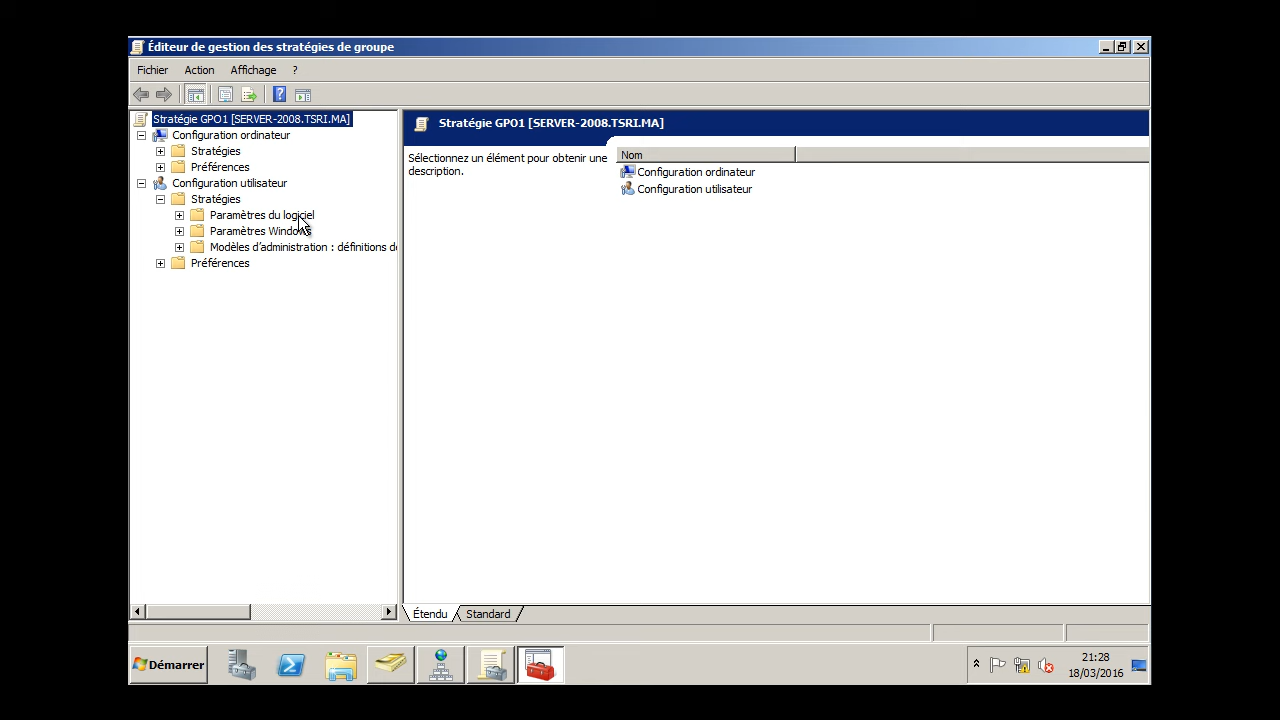 Éditeur de gestion des stratégies de groupe
Fichier Action Affichage ?
Stratégie GPO1 [SERVER-2008.TSRI.MA]
Configuration ordinateur
Stratégies
Préférences
Configuration utilisateur
Stratégies
Paramètres du logiciel
Paramètres Windows
Modèles d'administration : définitions de
Préférences
Stratégie GPO1 [SERVER-2008.TSRI.MA]
Sélectionnez un élément pour obtenir une
description.
Nom
Configuration ordinateur
Configuration utilisateur
Étendu Standard
Démarrer
21:28
18/03/2016